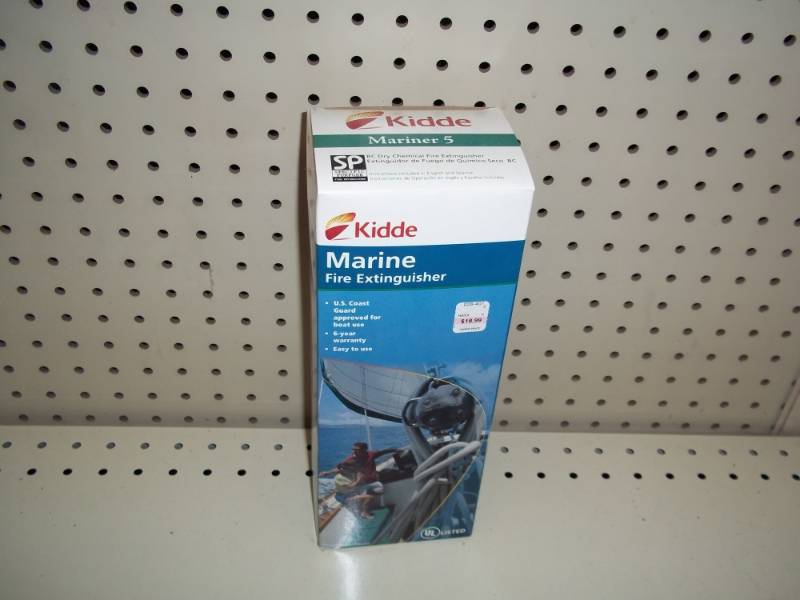 Kidde
Mariner 5
SP
BC Dry Chemical Fire Extinguisher
Extinguidor de Fuego de Quimico Seco BC
Kidde
Marine
Fire Extinguisher
• U.S. Coast
Guard
approved for
boat use
• 6-year
warranty
• Easy to use
$19.99
UL LISTED